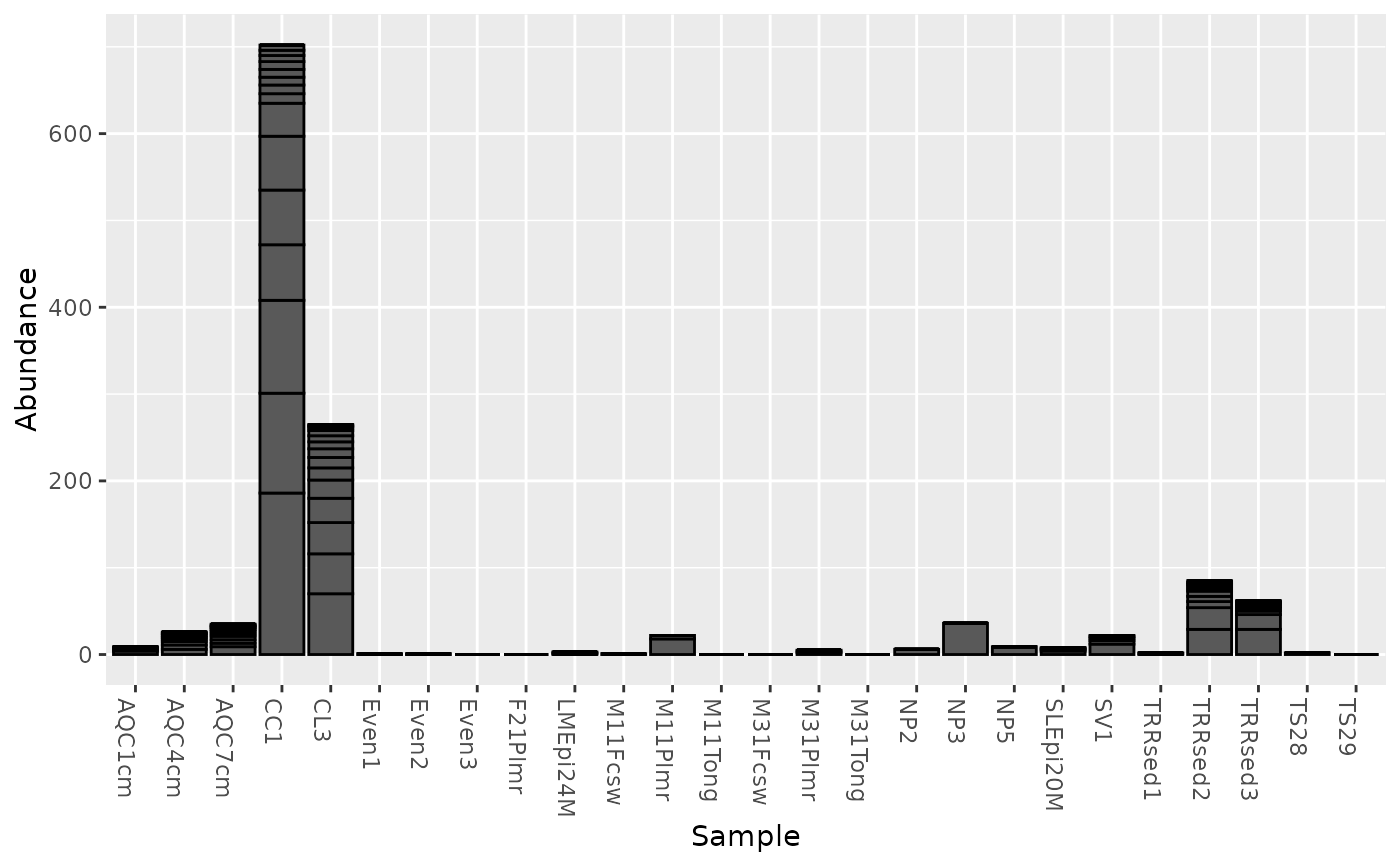 Abundance
600
400
200
0
AQC1cm
AQC4cm
AQC7cm
CC1
CL3
Even1
Even2
Even3
F21Plmr
LMEpi24M
M11Fcsw
M11Plmr
M11Tong
M31Fcsw
M31Plmr
M31Tong
NP2
NP3
NP5
SLEpi20M
SV1
TRRsed1
TRRsed2
TRRsed3
TS28
TS29
Sample